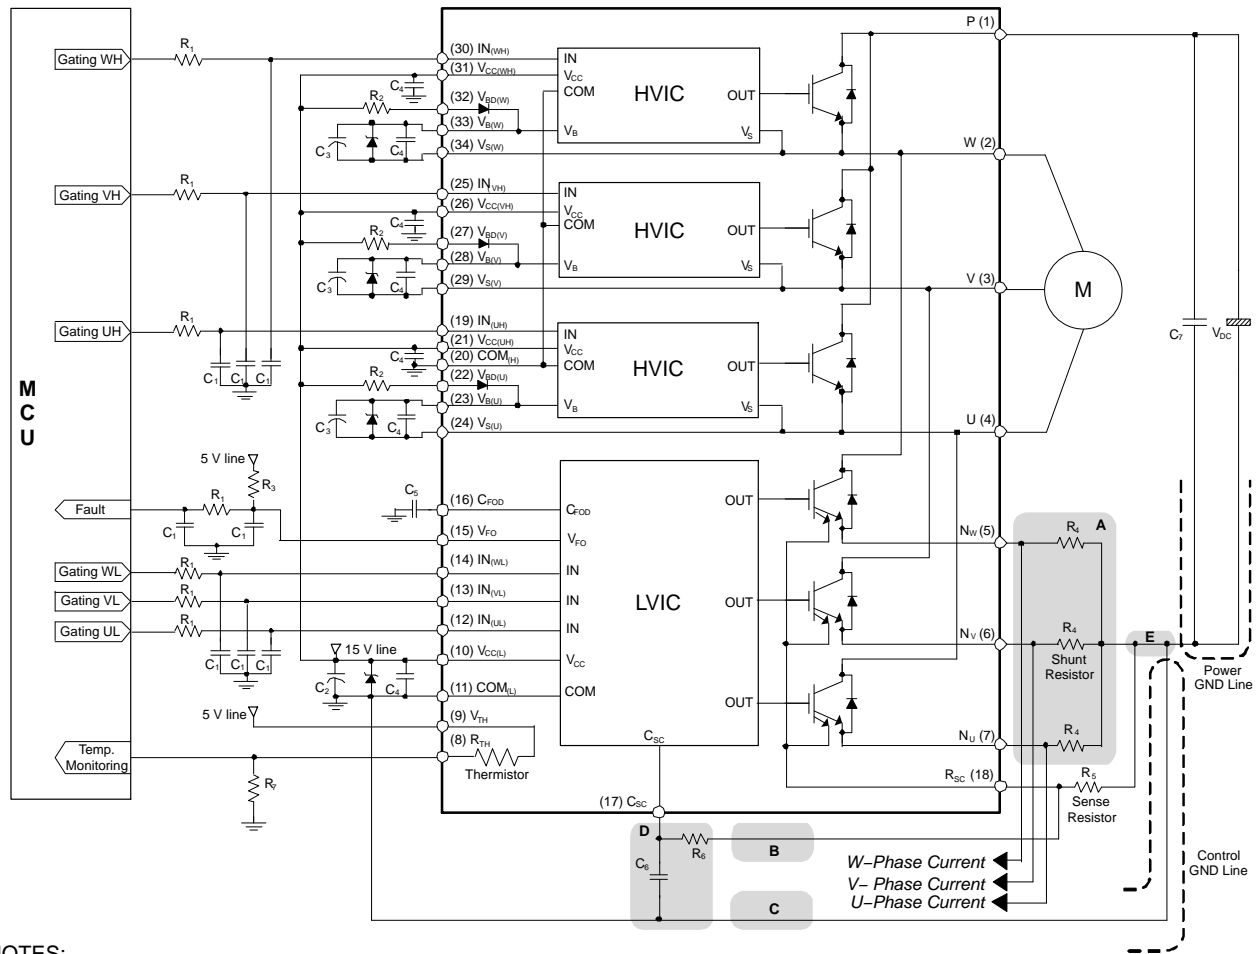 P (1)
Gating WH
R1
(30) IN(WH)
IN
(31) VCC(WH)
VCC
C4
COM
HVIC
OUT
(32) VBD(W)
R2
(33) VB(W)
VB
VS
C3
C4
(34) VS(W)
W (2)
Gating VH
R1
(25) IN(VH)
IN
(26) VCC(VH)
VCC
C4
COM
HVIC
OUT
(27) VBD(V)
R2
(28) VB(V)
VB
VS
C3
C4
(29) VS(V)
V (3)
M
Gating UH
R1
(19) IN(UH)
IN
(21) VCC(UH)
VCC
C4
(20) COM(H)
COM
HVIC
OUT
C7
VDC
C1
C1
C1
(22) VBD(U)
R2
(23) VB(U)
VB
VS
C3
C4
(24) VS(U)
U (4)
M
C
U
5 V line
R3
C5
(16) CFOD
CFOD
OUT
Fault
R1
C1
C1
(15) VFO
VFO
NW (5)
R4
A
Gating WL
R1
(14) IN(WL)
IN
Gating VL
R1
(13) IN(VL)
IN
LVIC
OUT
Gating UL
R1
(12) IN(UL)
IN
NV (6)
R4
E
Shunt
Resistor
C1
C1
C1
15 V line
(10) VCC(L)
VCC
C2
C4
(11) COM(L)
COM
OUT
Power
GND Line
5 V line
(9) VTH
CSC
NU (7)
R4
Temp.
Monitoring
(8) RTH
Thermistor
R7
RSC (18)
R5
Sense
Resistor
(17) CSC
D
R6
B
C6
W-Phase Current
V- Phase Current
U-Phase Current
Control
GND Line
C
NOTES: